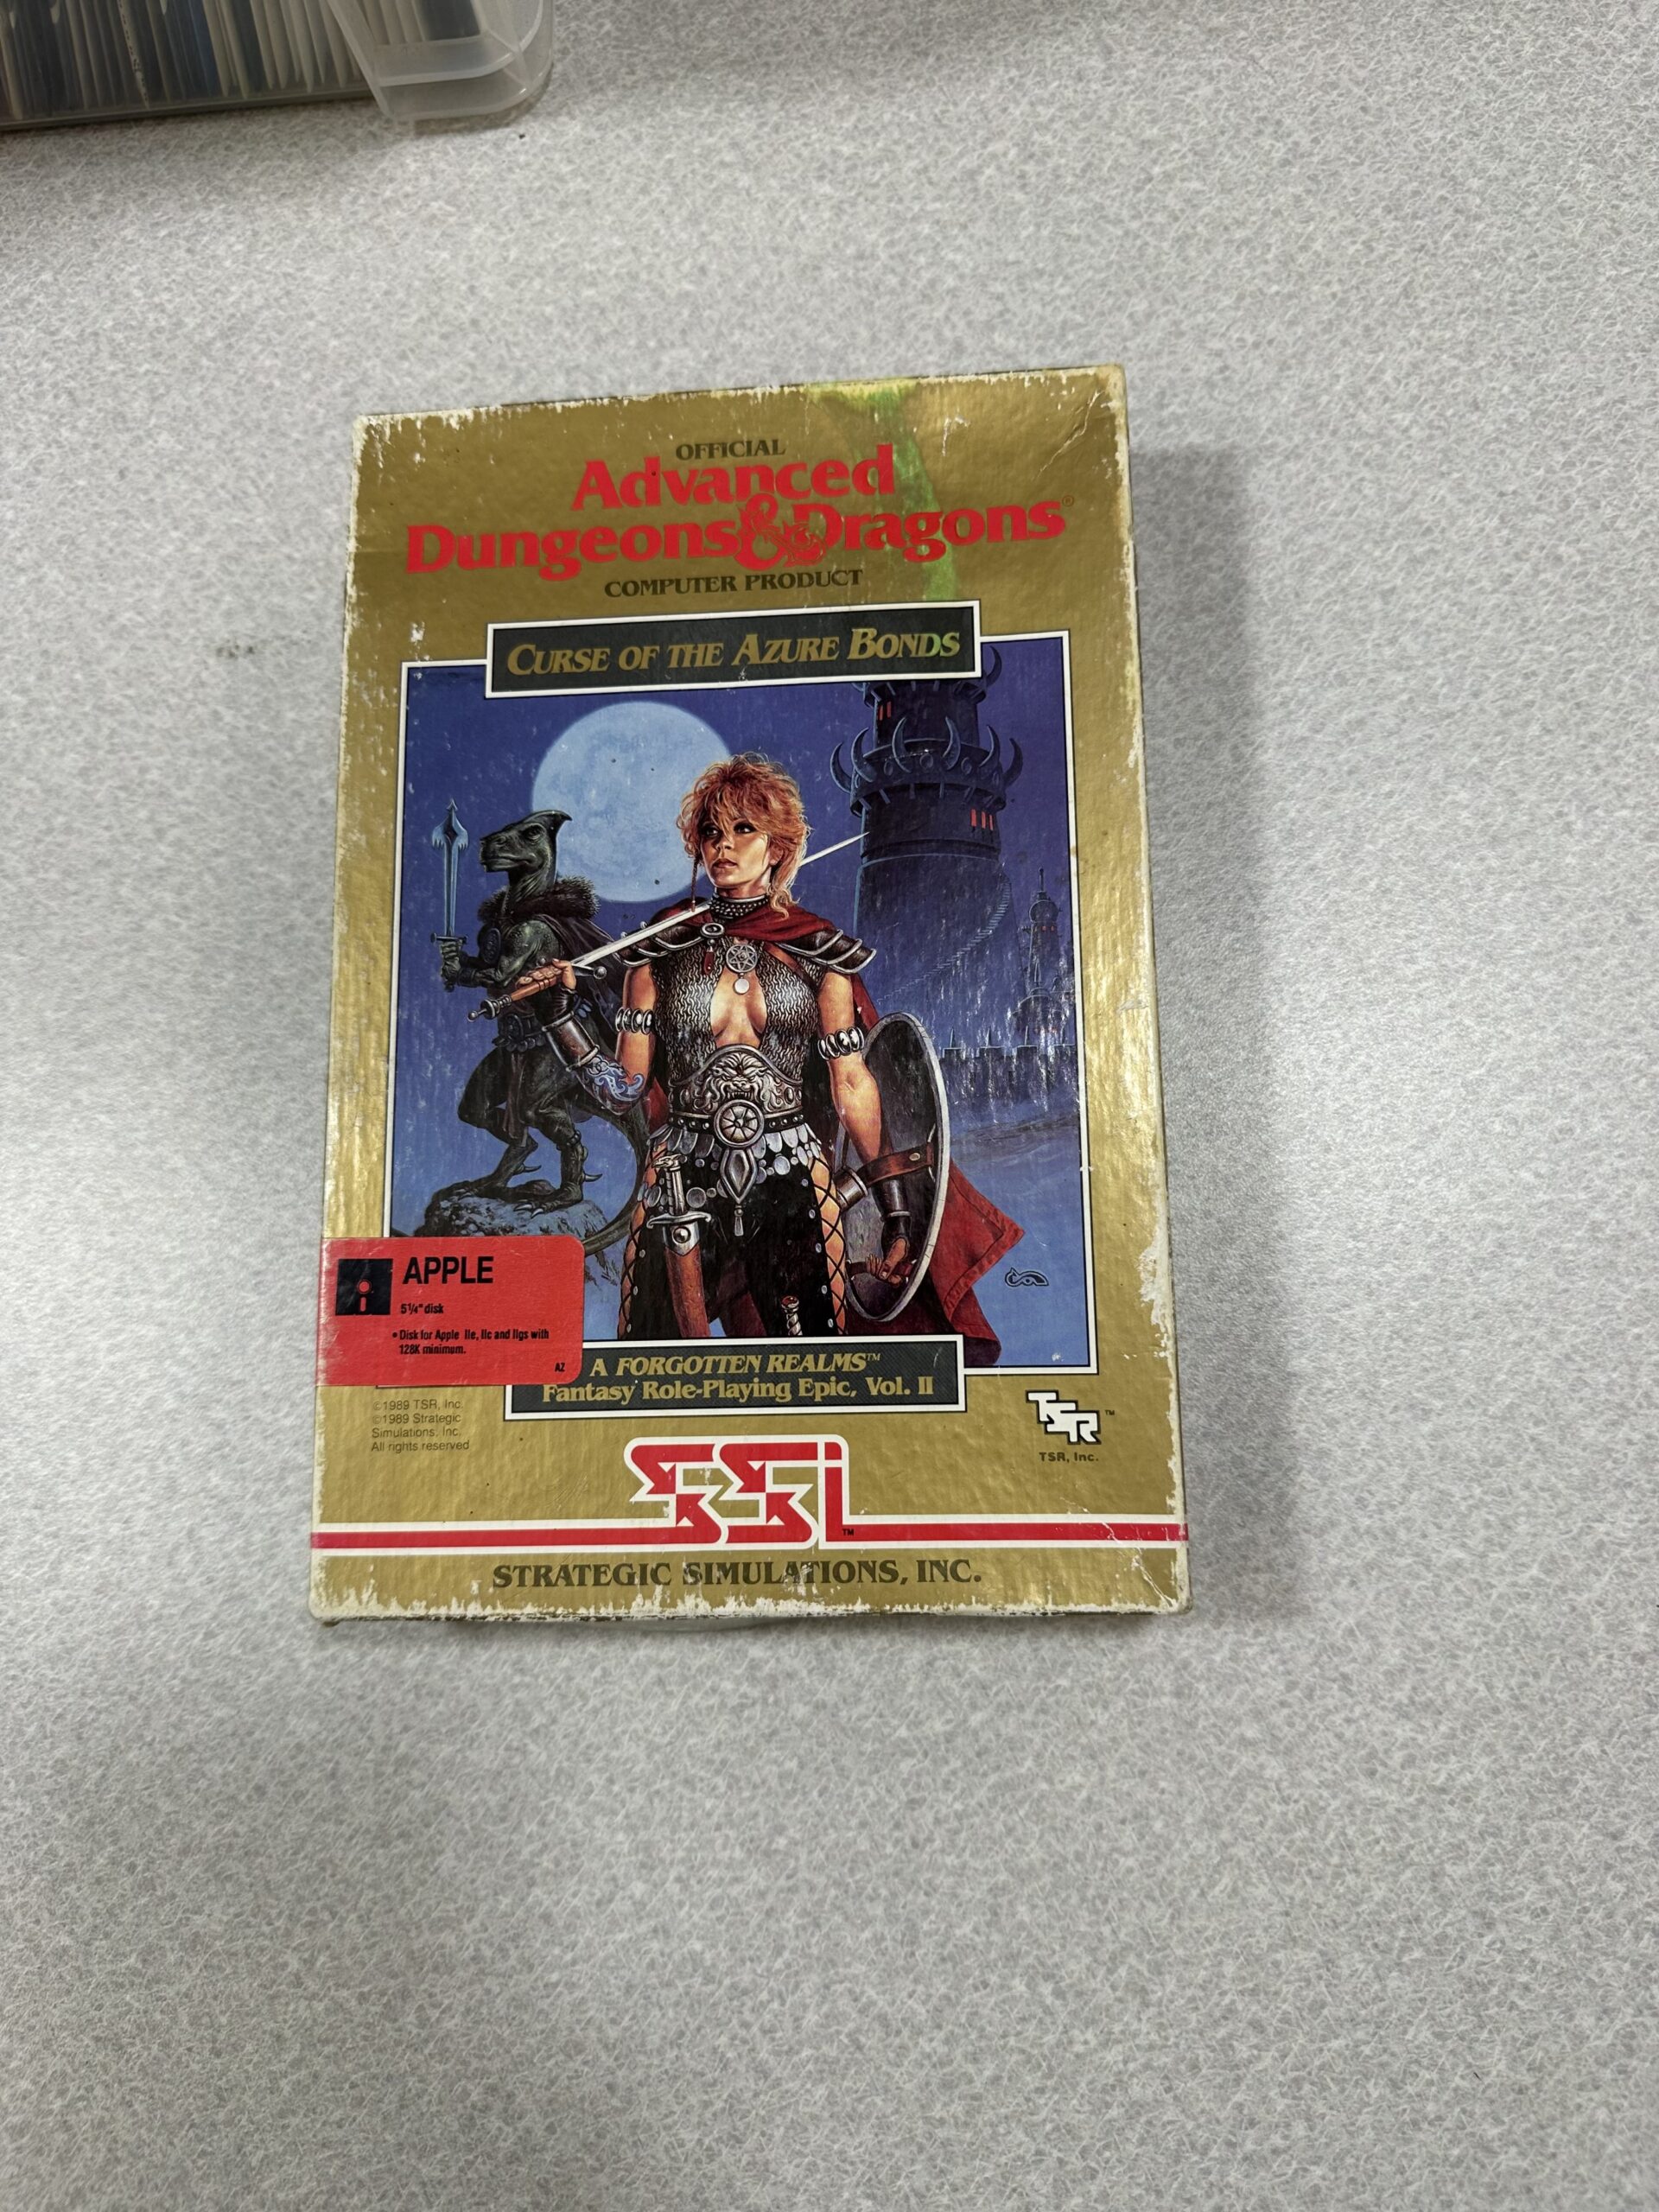 OFFICIAL
Advanced
Dungeons & Dragons®
COMPUTER PRODUCT
CURSE OF THE AZURE BONDS
APPLE
5¼" disk
• Disk for Apple IIe, IIc and IIgs with
128K minimum.
AZ
A FORGOTTEN REALMS™
Fantasy Role-Playing Epic, Vol. II
©1989 TSR, Inc.
©1989 Strategic
Simulations, Inc.
All rights reserved
TSR™
TSR, Inc.
SSI™
STRATEGIC SIMULATIONS, INC.